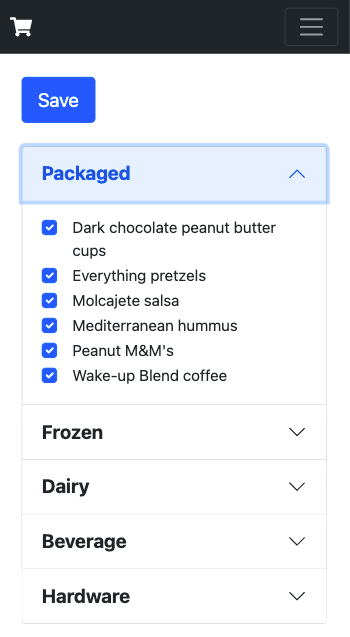 Save
Packaged
Dark chocolate peanut butter
cups
Everything pretzels
Molcajete salsa
Mediterranean hummus
Peanut M&M's
Wake-up Blend coffee
Frozen
Dairy
Beverage
Hardware